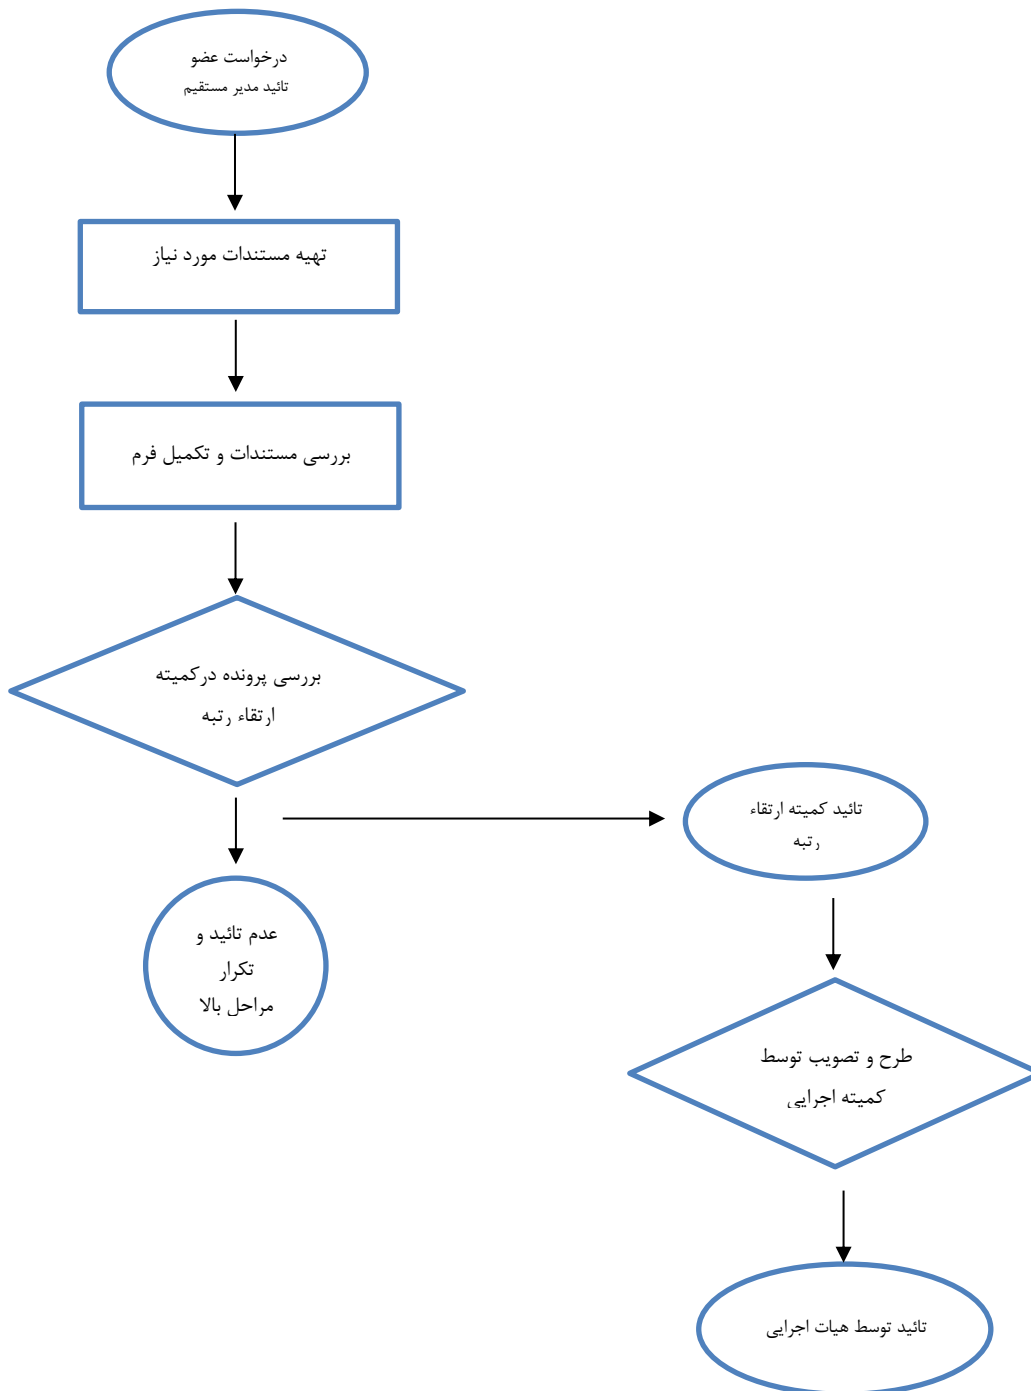 درخواست عضو
تائید مدیر مستقیم
تهیه مستندات مورد نیاز
بررسی مستندات و تکمیل فرم
بررسی پرونده درکمیته
ارتقاء رتبه
تائید کمیته ارتقاء
رتبه
عدم تائید و
تکرار
مراحل بالا
طرح و تصویب توسط
کمیته اجرایی
تائید توسط هیات اجرایی